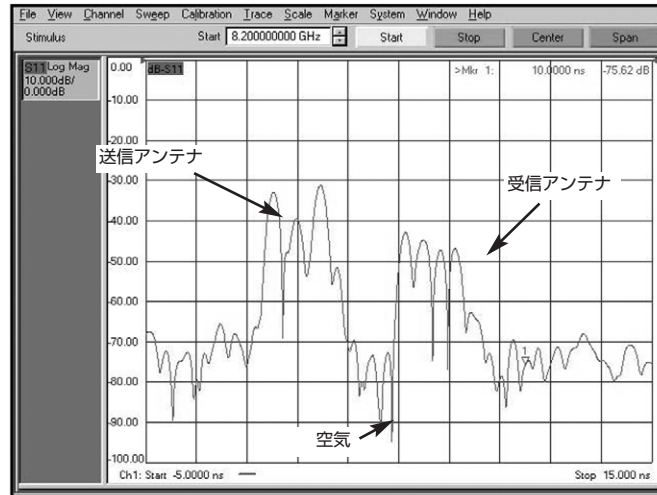 File View Channel Sweep Calibration Trace Scale Marker System Window Help
Stimulus Start 8.200000000 GHz Start Stop Center Span
S11 Log Mag
10.000dB/
0.000dB
0.00
dB-S11
>Mkr 1: 10.0000 ns -75.62 dB
-10.00
-20.00
送信アンテナ
-30.00
受信アンテナ
-40.00
-50.00
-60.00
-70.00
1
-80.00
-90.00
空気
-100.00
Ch1: Start -5.0000 ns
Stop 15.000 ns